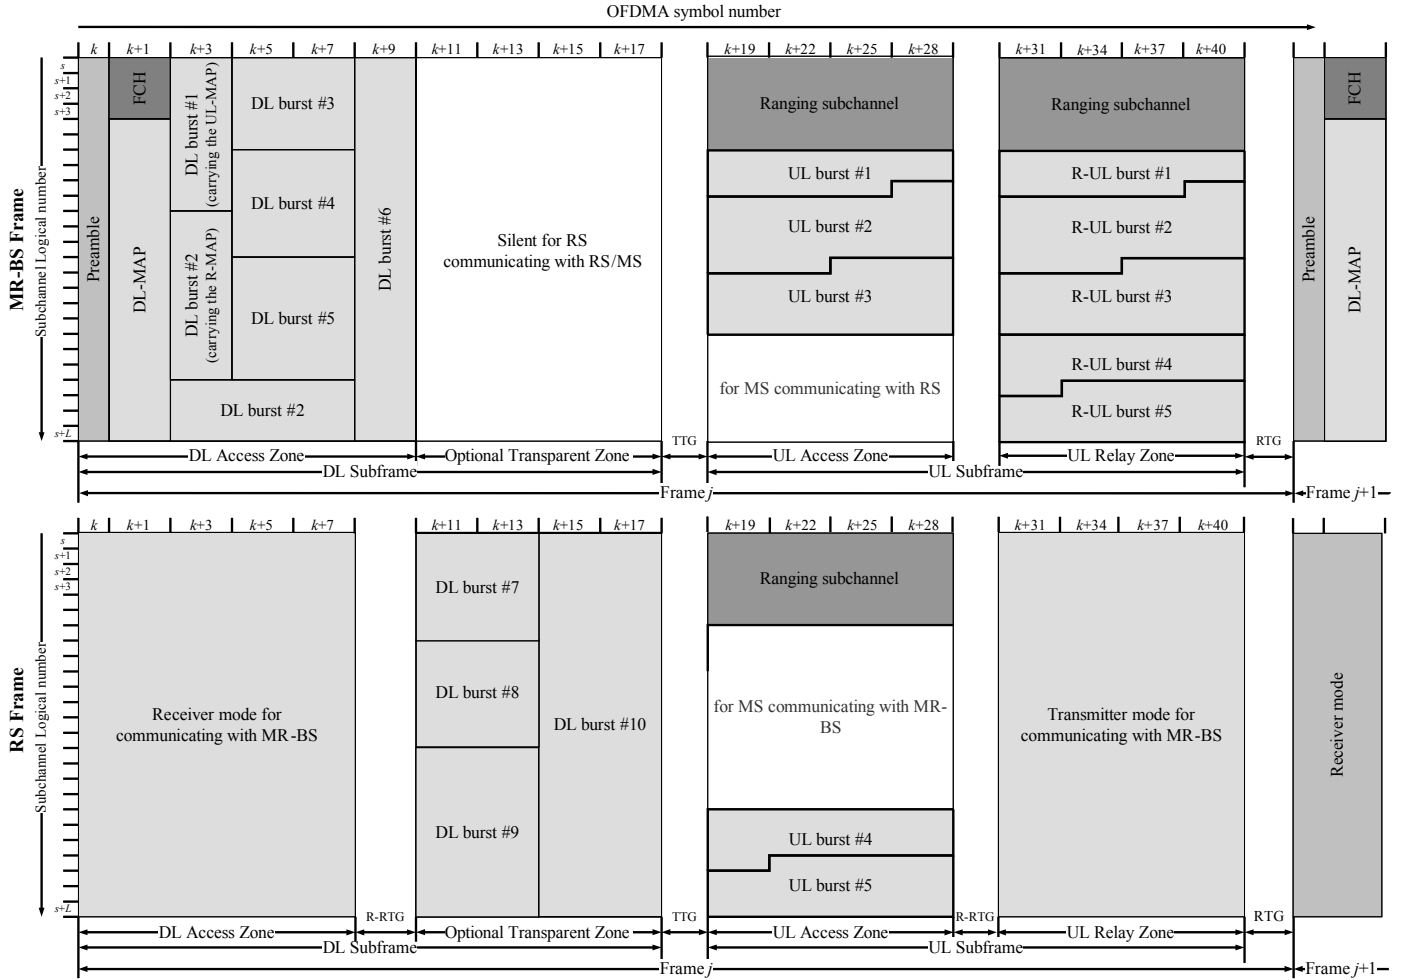 OFDMA symbol number
k k+1 k+3 k+5 k+7 k+9 k+11 k+13 k+15 k+17 k+19 k+22 k+25 k+28 k+31 k+34 k+37 k+40
MR-BS Frame
Subchannel Logical number
s
s+1
s+2
s+3
s+L
Preamble
FCH
DL-MAP
DL burst #1
(carrying the UL-MAP)
DL burst #2
(carrying the R-MAP)
DL burst #3
DL burst #4
DL burst #5
DL burst #2
DL burst #6
Silent for RS
communicating with RS/MS
Ranging subchannel
UL burst #1
UL burst #2
UL burst #3
for MS communicating with RS
Ranging subchannel
R-UL burst #1
R-UL burst #2
R-UL burst #3
R-UL burst #4
R-UL burst #5
Preamble
FCH
DL-MAP
TTG
RTG
DL Access Zone
Optional Transparent Zone
UL Access Zone
UL Relay Zone
DL Subframe
UL Subframe
Frame j
Frame j+1
k k+1 k+3 k+5 k+7 k+11 k+13 k+15 k+17 k+19 k+22 k+25 k+28 k+31 k+34 k+37 k+40
RS Frame
Subchannel Logical number
s
s+1
s+2
s+3
s+L
Receiver mode for
communicating with MR-BS
DL burst #7
DL burst #8
DL burst #9
DL burst #10
Ranging subchannel
for MS communicating with MR-
BS
UL burst #4
UL burst #5
Transmitter mode for
communicating with MR-BS
Receiver mode
R-RTG
TTG
R-RTG
RTG
DL Access Zone
Optional Transparent Zone
UL Access Zone
UL Relay Zone
DL Subframe
UL Subframe
Frame j
Frame j+1